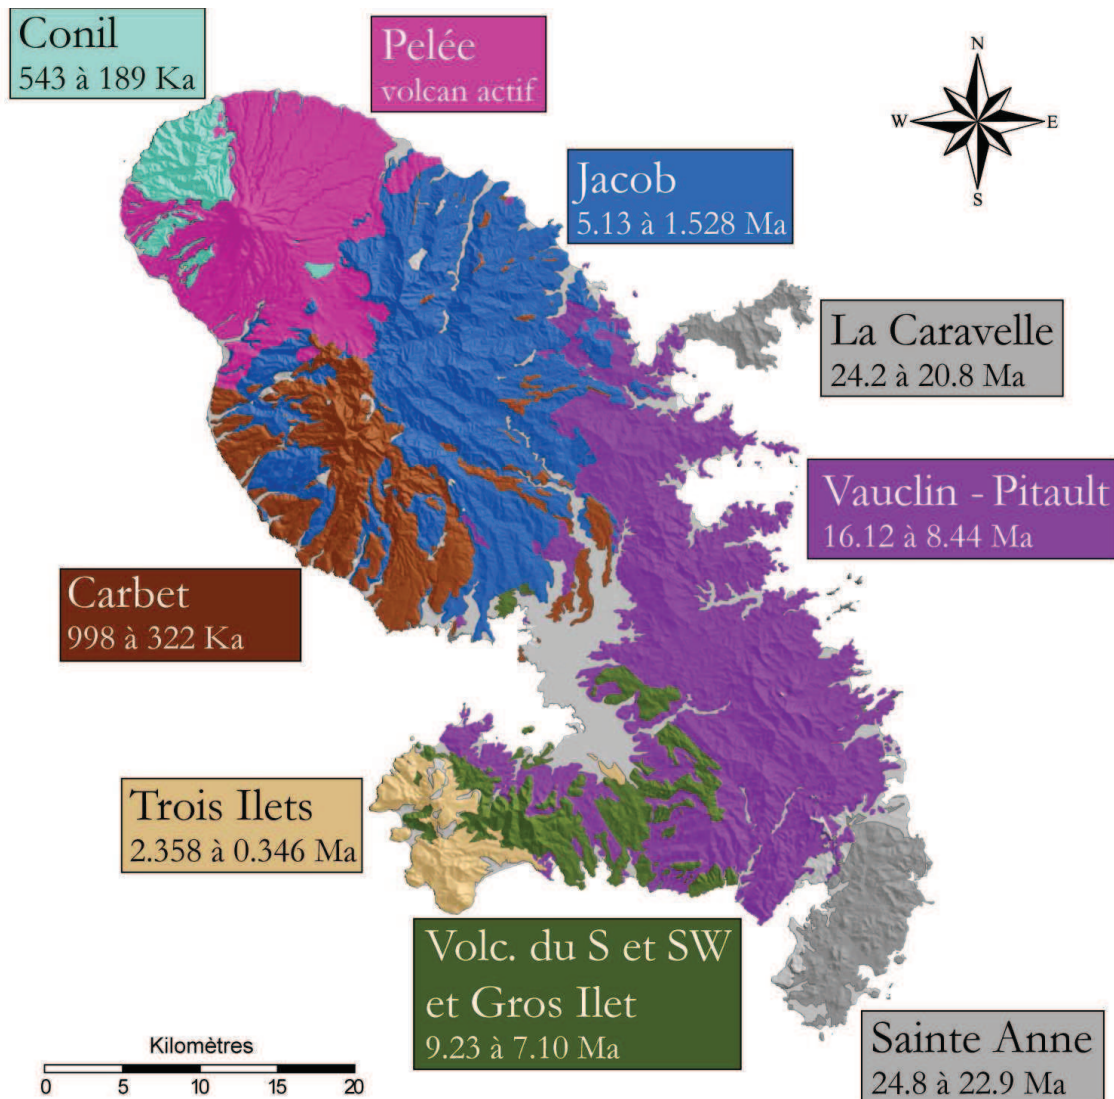 Conil
543 à 189 Ka
Pelée
volcan actif
N
W
E
S
Jacob
5.13 à 1.528 Ma
La Caravelle
24.2 à 20.8 Ma
Vauclin - Pitault
16.12 à 8.44 Ma
Carbet
998 à 322 Ka
Trois Ilets
2.358 à 0.346 Ma
Volc. du S et SW
et Gros Ilet
9.23 à 7.10 Ma
Sainte Anne
24.8 à 22.9 Ma
Kilomètres
0 5 10 15 20